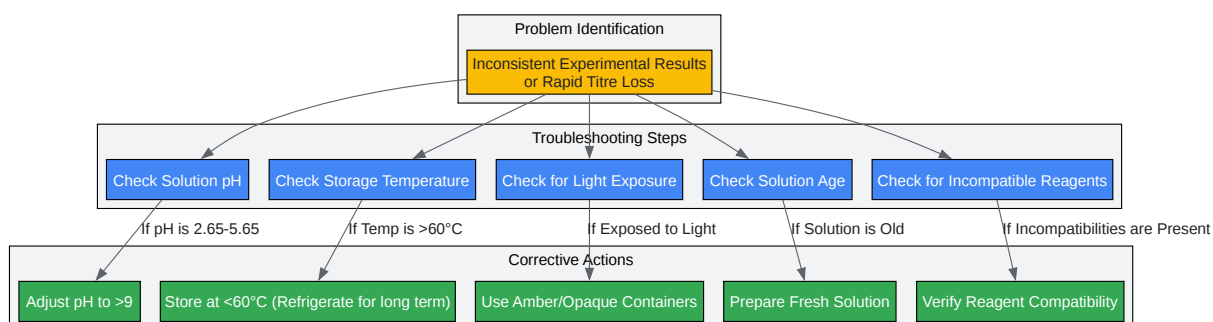 Problem Identification
Inconsistent Experimental Results
or Rapid Titre Loss
Troubleshooting Steps
Check Solution pH
Check Storage Temperature
Check for Light Exposure
Check Solution Age
Check for Incompatible Reagents
If pH is 2.65-5.65
If Temp is >60°C
If Exposed to Light
If Solution is Old
If Incompatibilities are Present
Corrective Actions
Adjust pH to >9
Store at <60°C (Refrigerate for long term)
Use Amber/Opaque Containers
Prepare Fresh Solution
Verify Reagent Compatibility